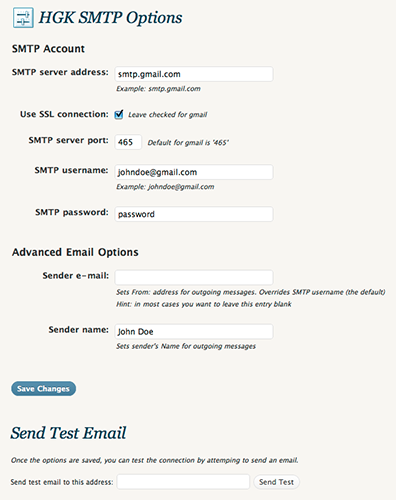 HGK SMTP Options
SMTP Account
SMTP server address: smtp.gmail.com
Example: smtp.gmail.com
Use SSL connection: Leave checked for gmail
SMTP server port: 465 Default for gmail is '465'
SMTP username: johndoe@gmail.com
Example: johndoe@gmail.com
SMTP password: password
Advanced Email Options
Sender e-mail:
Sets From: address for outgoing messages. Overrides SMTP username (the default)
Hint: in most cases you want to leave this entry blank
Sender name: John Doe
Sets sender's Name for outgoing messages
Save Changes
Send Test Email
Once the options are saved, you can test the connection by attemping to send an email.
Send test email to this address: Send Test